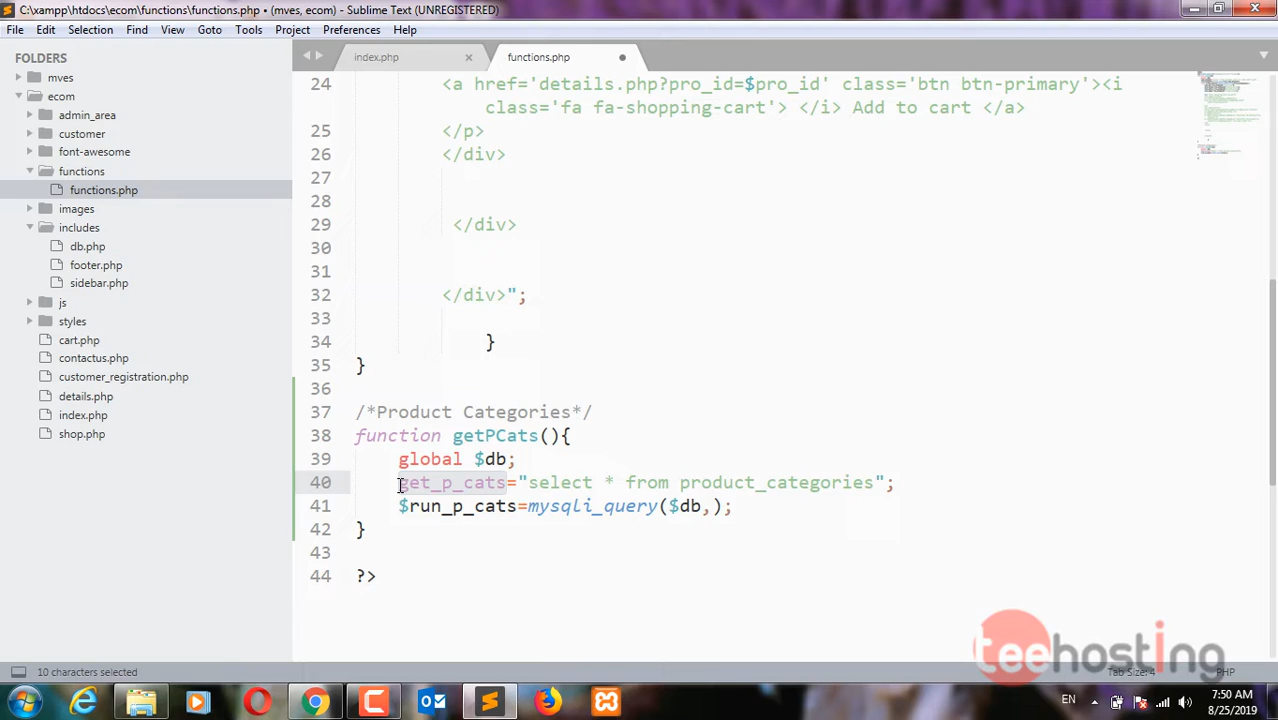 C:\xampp\htdocs\ecom\functions\functions.php • (mves, ecom) - Sublime Text (UNREGISTERED)
File Edit Selection Find View Goto Tools Project Preferences Help
FOLDERS
mves
ecom
admin_area
customer
font-awesome
functions
functions.php
images
includes
db.php
footer.php
sidebar.php
js
styles
cart.php
contactus.php
customer_registration.php
details.php
index.php
shop.php
index.php
functions.php
24 <a href='details.php?pro_id=$pro_id' class='btn btn-primary'><i
class='fa fa-shopping-cart'> </i> Add to cart </a>
25 </p>
26 </div>
27
28
29 </div>
30
31
32 </div>";
33
34 }
35 }
36
37 /*Product Categories*/
38 function getPCats(){
39 global $db;
40 get_p_cats="select * from product_categories";
41 $run_p_cats=mysqli_query($db,);
42 }
43
44 ?>
teehosting
10 characters selected
Tab Size: 4
PHP
EN
7:50 AM
8/25/2019